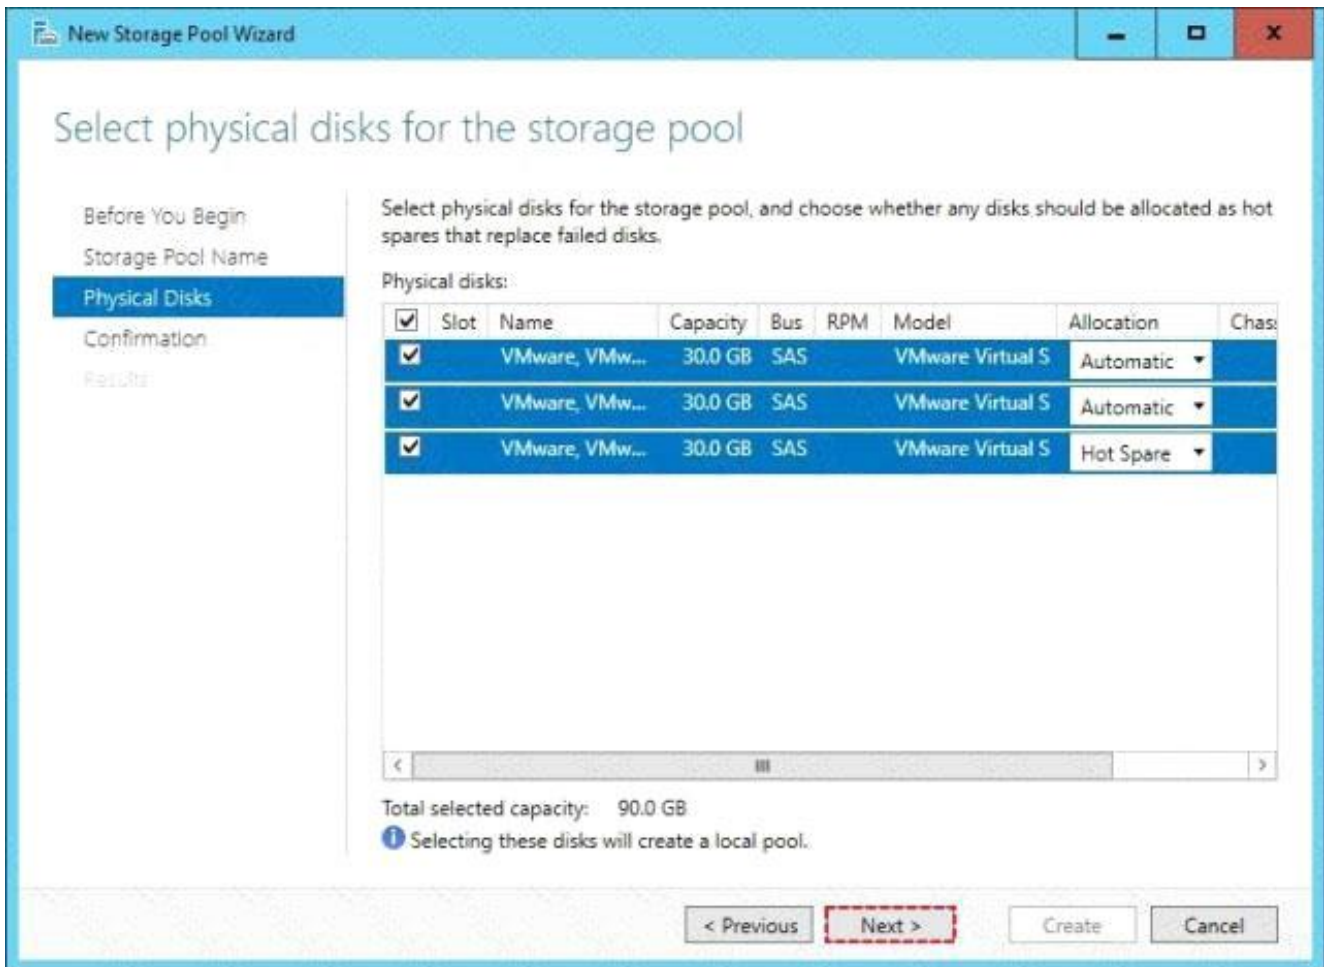 New Storage Pool Wizard
Select physical disks for the storage pool
Before You Begin
Storage Pool Name
Physical Disks
Confirmation
Results
Select physical disks for the storage pool, and choose whether any disks should be allocated as hot
spares that replace failed disks.
Physical disks:
Slot Name Capacity Bus RPM Model Allocation Chas
VMware, VMw... 30.0 GB SAS VMware Virtual S Automatic
VMware, VMw... 30.0 GB SAS VMware Virtual S Automatic
VMware, VMw... 30.0 GB SAS VMware Virtual S Hot Spare
Total selected capacity: 90.0 GB
Selecting these disks will create a local pool.
< Previous Next > Create Cancel